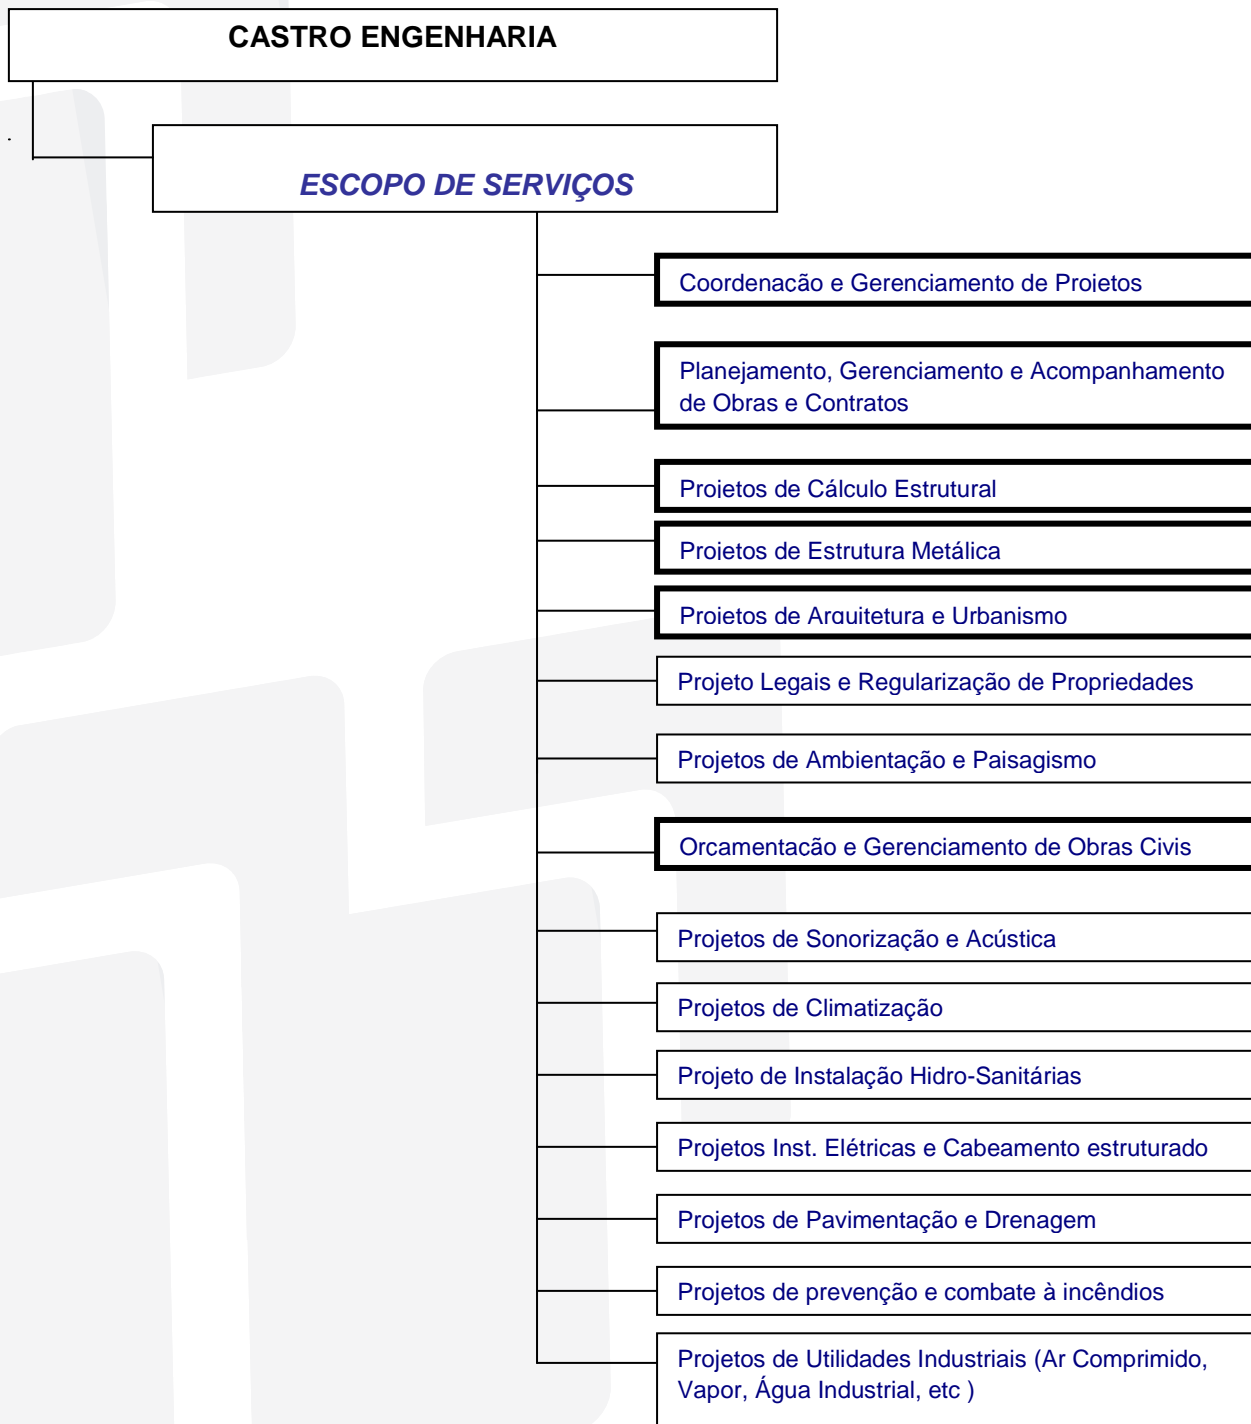 CASTRO ENGENHARIA
.
ESCOPO DE SERVIÇOS
Coordenação e Gerenciamento de Projetos
Planejamento, Gerenciamento e Acompanhamento
de Obras e Contratos
Projetos de Cálculo Estrutural
Projetos de Estrutura Metálica
Projetos de Arquitetura e Urbanismo
Projeto Legais e Regularização de Propriedades
Projetos de Ambientação e Paisagismo
Orçamentação e Gerenciamento de Obras Civis
Projetos de Sonorização e Acústica
Projetos de Climatização
Projeto de Instalação Hidro-Sanitárias
Projetos Inst. Elétricas e Cabeamento estruturado
Projetos de Pavimentação e Drenagem
Projetos de prevenção e combate à incêndios
Projetos de Utilidades Industriais (Ar Comprimido,
Vapor, Água Industrial, etc )